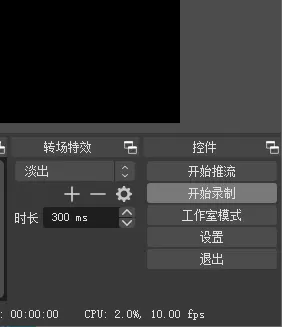 转场特效
控件
淡出
开始推流
开始录制
时长 300 ms
工作室模式
设置
退出
: 00:00:00 CPU: 2.0%, 10.00 fps